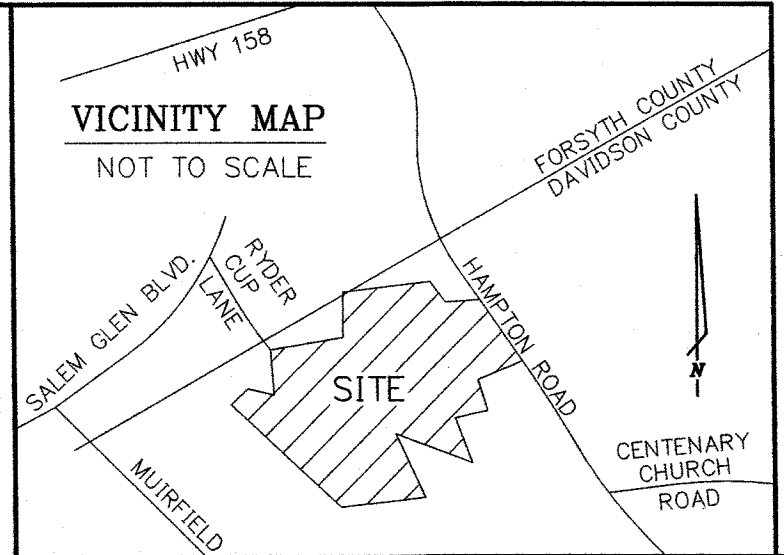 HWY 158
VICINITY MAP
NOT TO SCALE
FORSYTH COUNTY
DAVIDSON COUNTY
SALEM GLEN BLVD.
RYDER
CUP
LANE
HAMPTON ROAD
SITE
N
MUIRFIELD
CENTENARY
CHURCH
ROAD